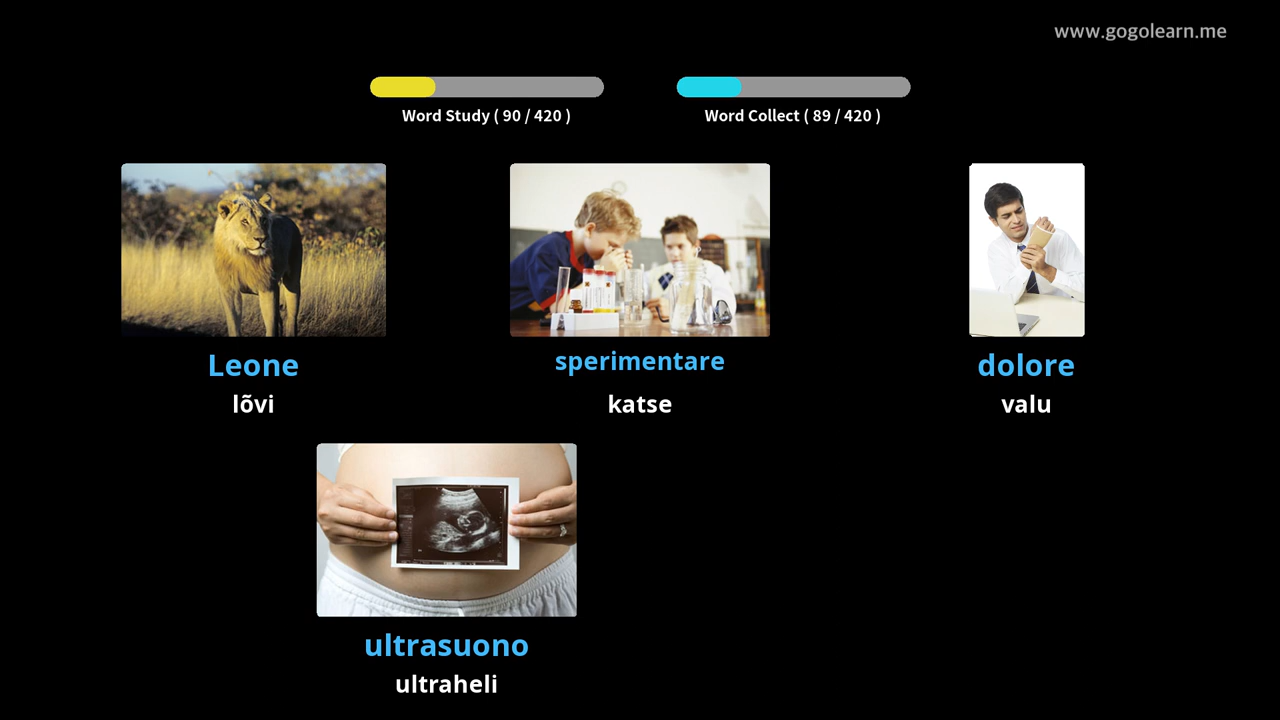 www.gogolearn.me
Word Study ( 90 / 420 )
Word Collect ( 89 / 420 )
Leone
lõvi
sperimentare
katse
dolore
valu
ultrasuono
ultraheli